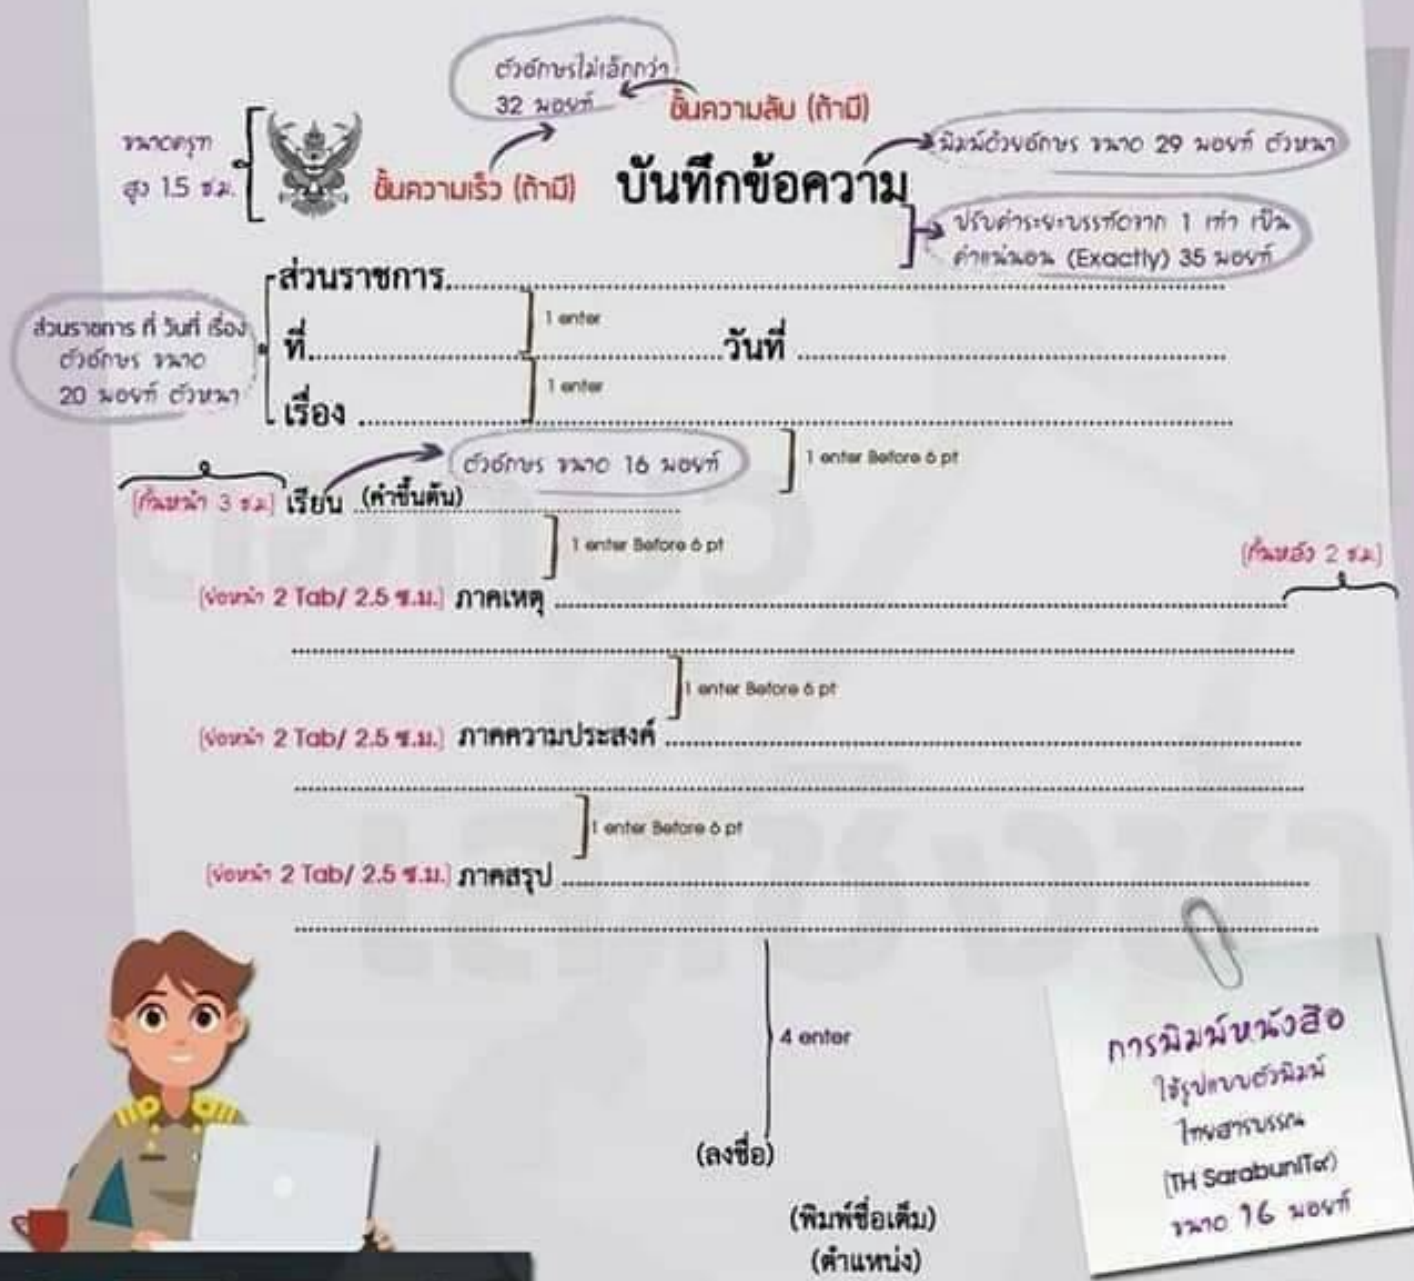 ตัวอักษรไม่เล็กกว่า
32 พอยท์
ชั้นความลับ (ถ้ามี)
ขนาดครุฑ
สูง 1.5 ซ.ม.
ชั้นความเร็ว (ถ้ามี)
บันทึกข้อความ
พิมพ์ด้วยอักษร ขนาด 29 พอยท์ ตัวหนา
ปรับค่าระยะบรรทัดจาก 1 เท่า เป็น
ค่าแน่นอน (Exactly) 35 พอยท์
ส่วนราชการ
1 enter
ส่วนราชการ ที่ วันที่ เรื่อง
ตัวอักษร ขนาด
20 พอยท์ ตัวหนา
ที่ วันที่
1 enter
เรื่อง
ตัวอักษร ขนาด 16 พอยท์
1 enter Before 6 pt
(กั้นหน้า 3 ซ.ม) เรียน (คำขึ้นต้น)
1 enter Before 6 pt
(กั้นหลัง 2 ซ.ม)
(ย่อหน้า 2 Tab/ 2.5 ซ.ม.) ภาคเหตุ
1 enter Before 6 pt
(ย่อหน้า 2 Tab/ 2.5 ซ.ม.) ภาคความประสงค์
1 enter Before 6 pt
(ย่อหน้า 2 Tab/ 2.5 ซ.ม.) ภาคสรุป
4 enter
(ลงชื่อ)
(พิมพ์ชื่อเต็ม)
(ตำแหน่ง)
การพิมพ์หนังสือ
ใช้รูปแบบตัวพิมพ์
ไทยสารบรรณ
(TH SarabunIT๙)
ขนาด 16 พอยท์